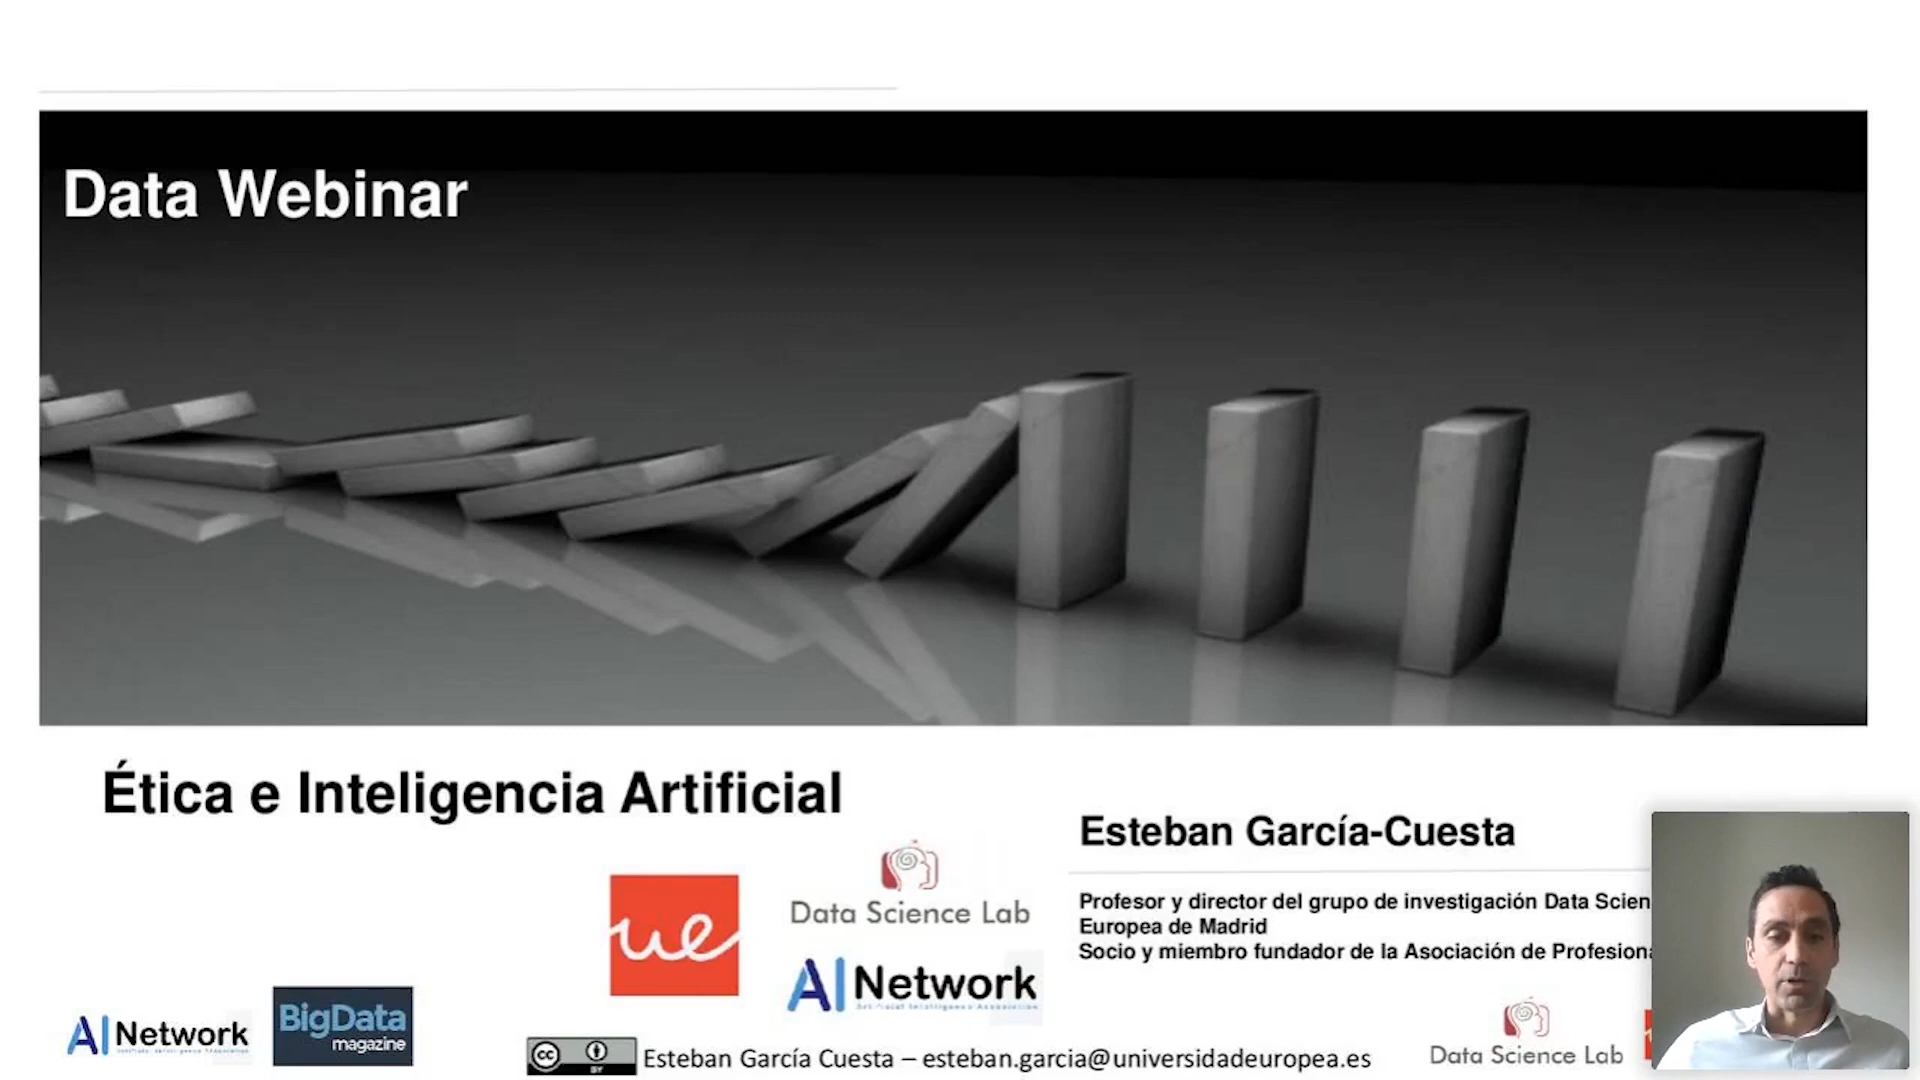 Data Webinar
Ética e Inteligencia Artificial
Esteban García-Cuesta
Profesor y director del grupo de investigación Data Scien
Europea de Madrid
Socio y miembro fundador de la Asociación de Profesion
ue
Data Science Lab
AI Network
AI Network
BigData
magazine
cc BY
Esteban García Cuesta – esteban.garcia@universidadeuropea.es
Data Science Lab